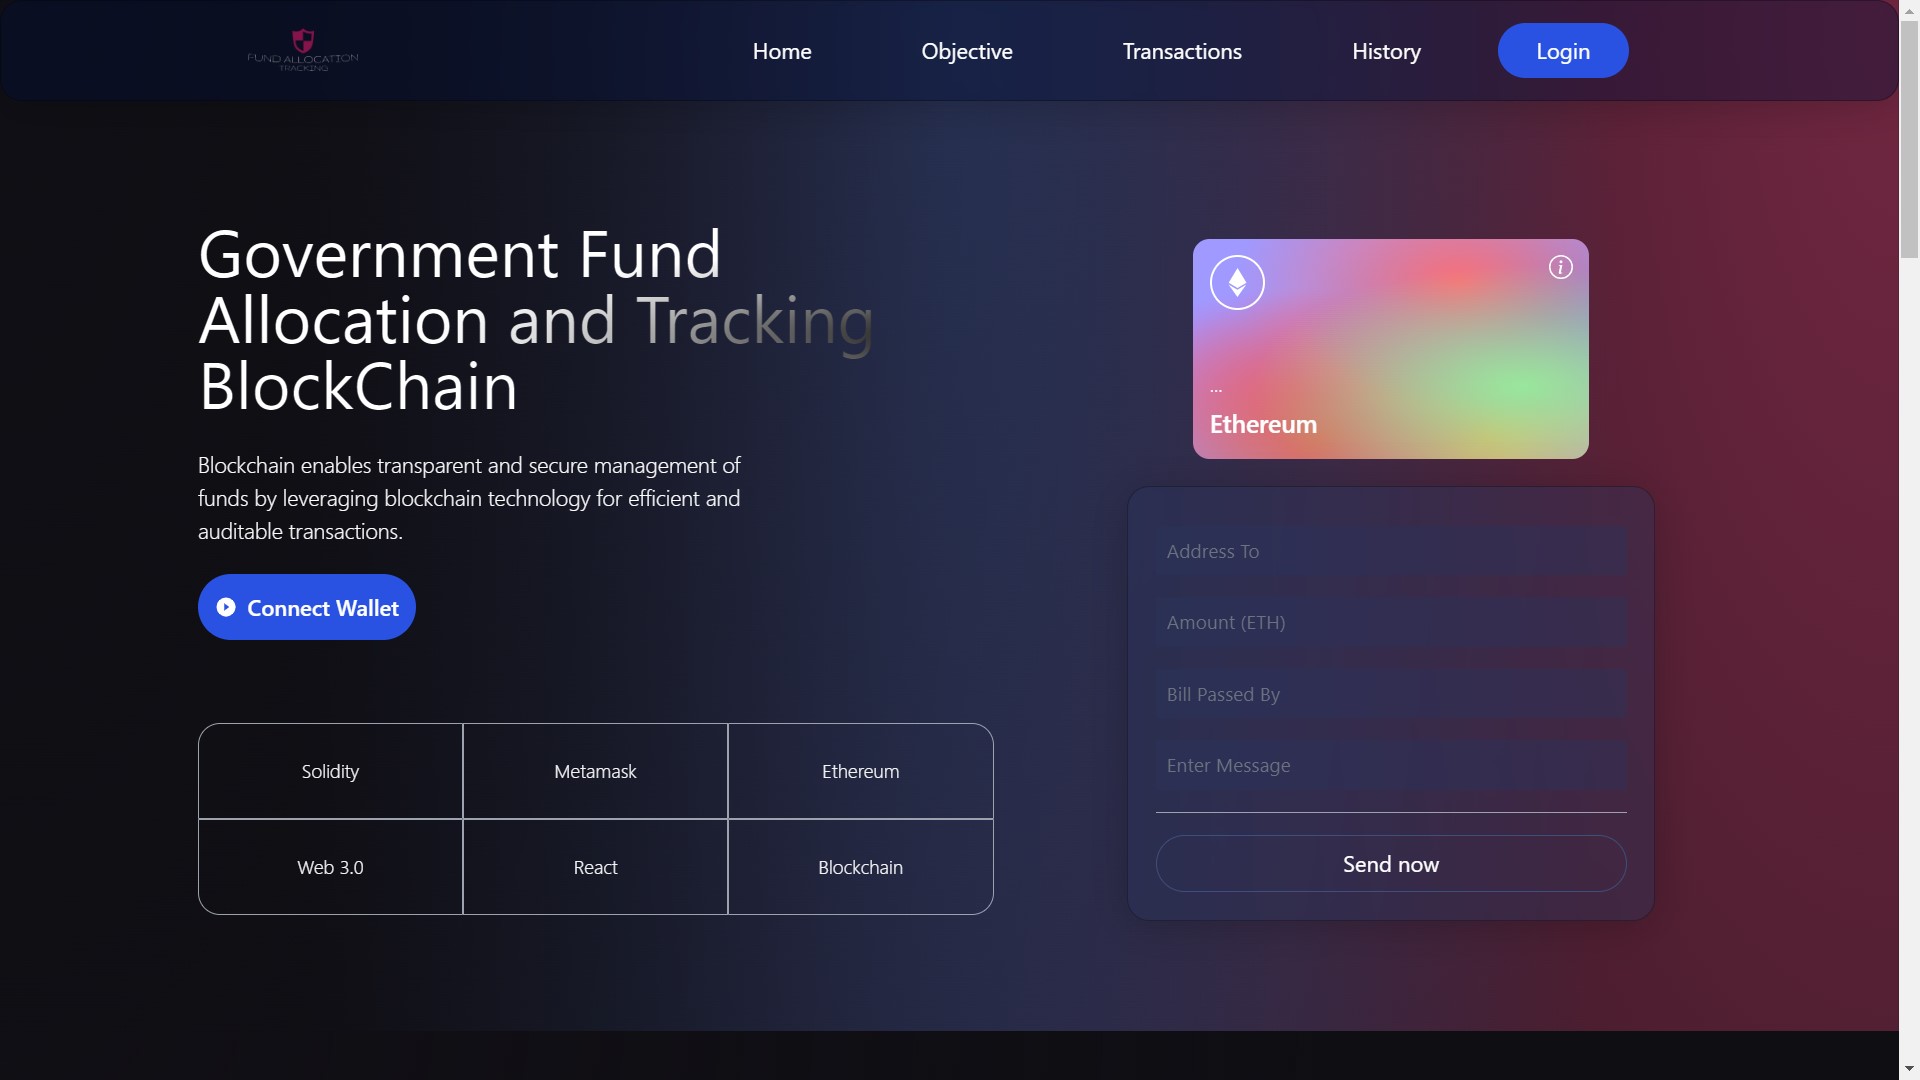 FUND ALLOCATION
TRACKING
Home
Objective
Transactions
History
Login
Government Fund
Allocation and Tracking
BlockChain
Blockchain enables transparent and secure management of
funds by leveraging blockchain technology for efficient and
auditable transactions.
Connect Wallet
Solidity
Metamask
Ethereum
Web 3.0
React
Blockchain
i
...
Ethereum
Address To
Amount (ETH)
Bill Passed By
Enter Message
Send now